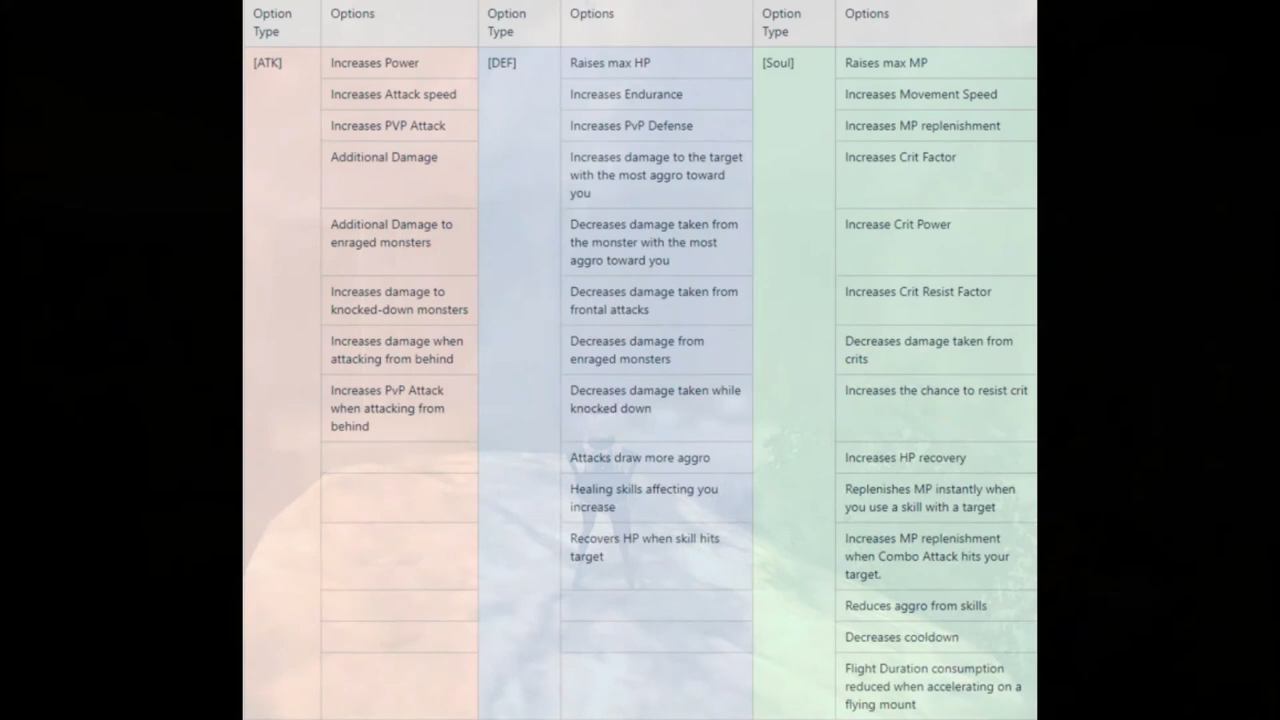 Option
Type
Options
Option
Type
Options
Option
Type
Options
[ATK]
Increases Power
[DEF]
Raises max HP
[Soul]
Raises max MP
Increases Attack speed
Increases Endurance
Increases Movement Speed
Increases PVP Attack
Increases PvP Defense
Increases MP replenishment
Additional Damage
Increases damage to the target
with the most aggro toward
you
Increases Crit Factor
Additional Damage to
enraged monsters
Decreases damage taken from
the monster with the most
aggro toward you
Increase Crit Power
Increases damage to
knocked-down monsters
Decreases damage taken from
frontal attacks
Increases Crit Resist Factor
Increases damage when
attacking from behind
Decreases damage from
enraged monsters
Decreases damage taken from
crits
Increases PvP Attack
when attacking from
behind
Decreases damage taken while
knocked down
Increases the chance to resist crit
Attacks draw more aggro
Increases HP recovery
Healing skills affecting you
increase
Replenishes MP instantly when
you use a skill with a target
Recovers HP when skill hits
target
Increases MP replenishment
when Combo Attack hits your
target.
Reduces aggro from skills
Decreases cooldown
Flight Duration consumption
reduced when accelerating on a
flying mount